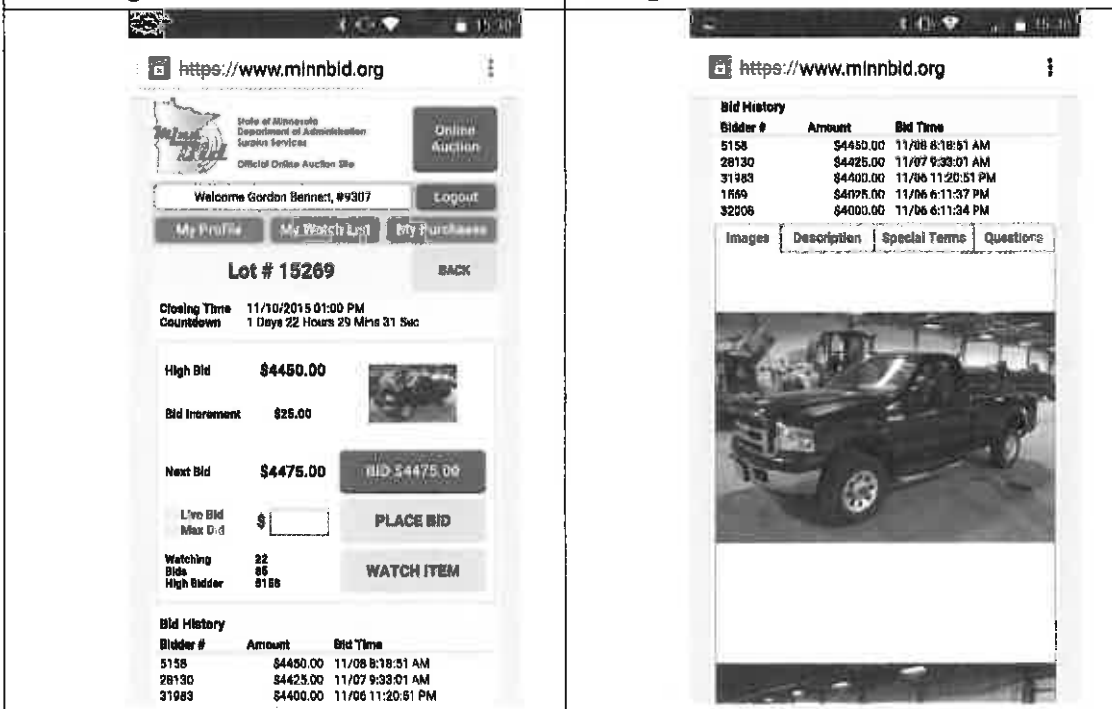 15:30
https://www.minnbid.org
Minn Bid
State of Minnesota
Department of Administration
Surplus Services
Official Online Auction Site
Online
Auction
Welcome Gordon Bennett, #9307
Logout
My Profile
My Watch List
My Purchases
Lot # 15269
BACK
Closing Time 11/10/2015 01:00 PM
Countdown 1 Days 22 Hours 29 Mins 31 Sec
High Bid $4450.00
Bid Increment $25.00
Next Bid $4475.00
BID $4475.00
Live Bid
Max Bid
$
PLACE BID
Watching 22
Bids 85
High Bidder 5158
WATCH ITEM
Bid History
Bidder # Amount Bid Time
5158 $4450.00 11/08 8:18:51 AM
28130 $4425.00 11/07 9:33:01 AM
31983 $4400.00 11/06 11:20:51 PM
https://www.minnbid.org
Bid History
Bidder # Amount Bid Time
5158 $4450.00 11/08 8:18:51 AM
28130 $4425.00 11/07 9:33:01 AM
31983 $4400.00 11/06 11:20:51 PM
1569 $4025.00 11/06 6:11:37 PM
32008 $4000.00 11/06 6:11:34 PM
Images
Description
Special Terms
Questions